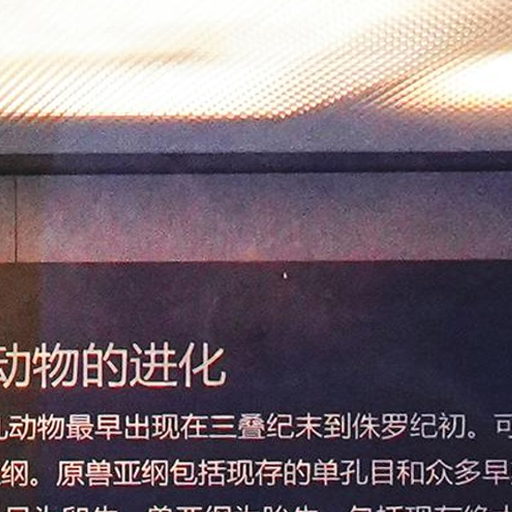 动物的进化
动物最早出现在三叠纪末到侏罗纪初。可
纲。原兽亚纲包括现存的单孔目和众多早